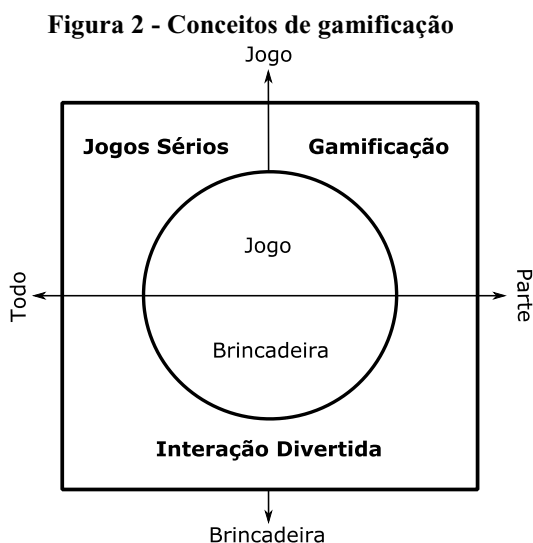 Figura 2 - Conceitos de gamificação
Jogo
Jogos Sérios
Gamificação
Jogo
Todo
Parte
Brincadeira
Interação Divertida
Brincadeira